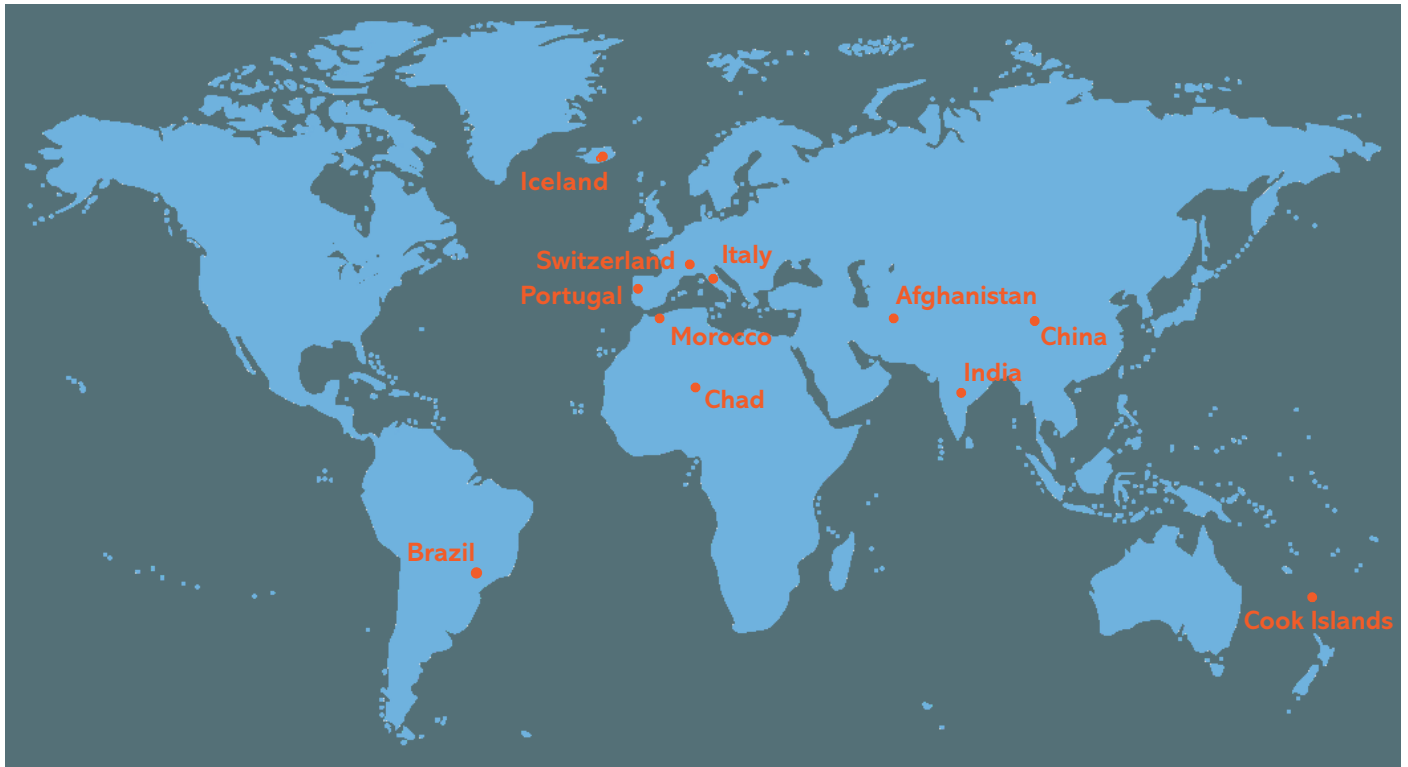 Iceland
Switzerland
Italy
Portugal
Afghanistan
Morocco
China
India
Chad
Brazil
Cook Islands